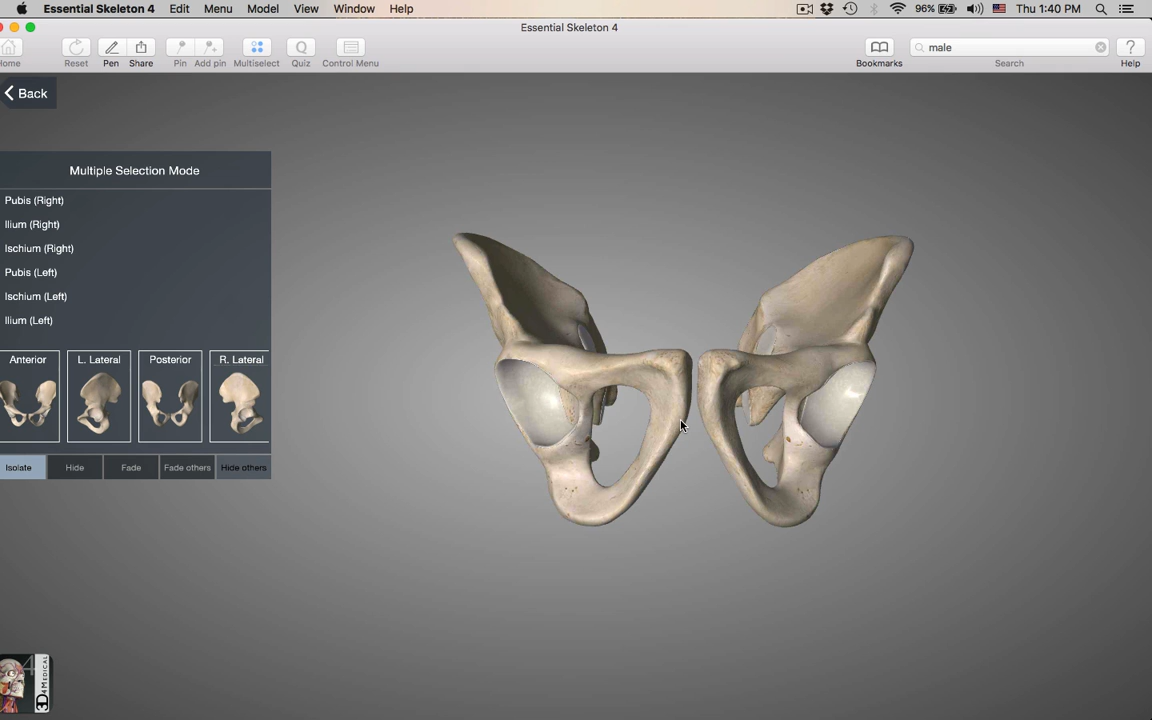 Essential Skeleton 4 Edit Menu Model View Window Help 96% Thu 1:40 PM
Essential Skeleton 4
Home Reset Pen Share Pin Add pin Multiselect Q Quiz Control Menu Bookmarks male Search ? Help
Back
Multiple Selection Mode
Pubis (Right)
Ilium (Right)
Ischium (Right)
Pubis (Left)
Ischium (Left)
Ilium (Left)
Anterior L. Lateral Posterior R. Lateral
Isolate Hide Fade Fade others Hide others
4
3D4MEDICAL